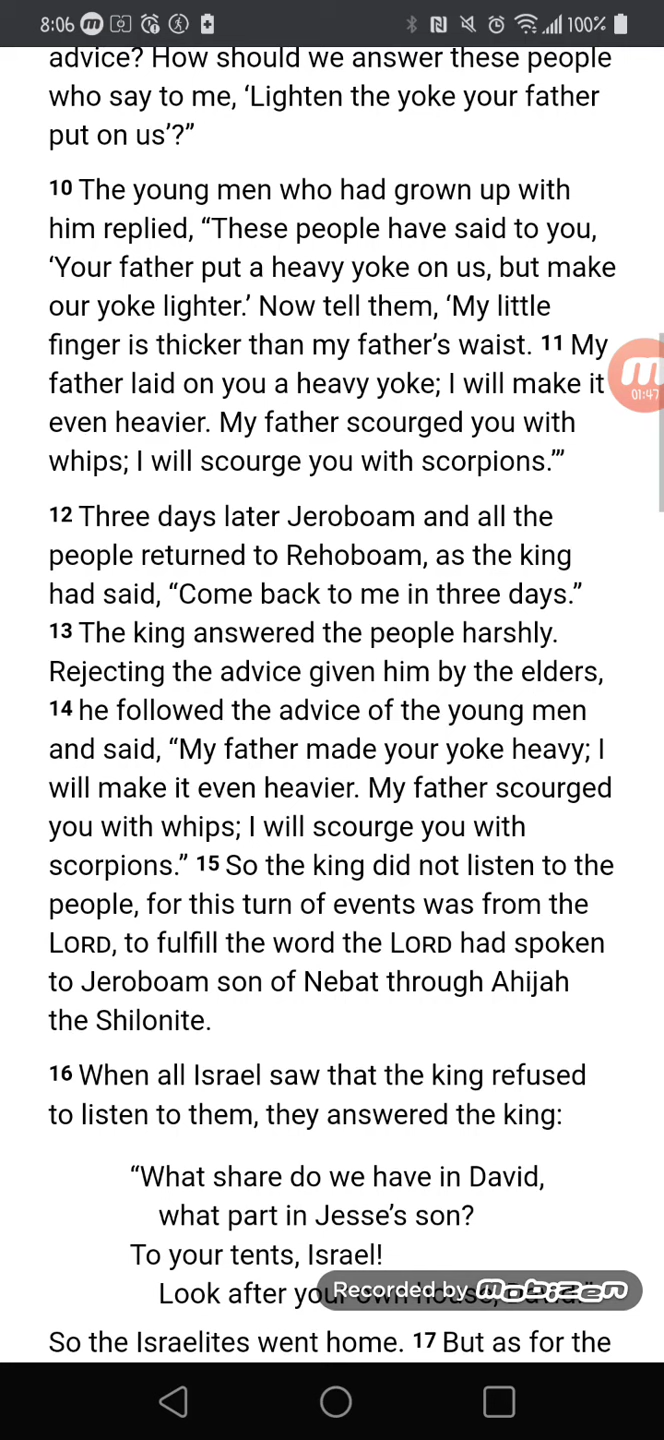 8:06
100%
advice? How should we answer these people
who say to me, ‘Lighten the yoke your father
put on us’?”
10 The young men who had grown up with
him replied, “These people have said to you,
‘Your father put a heavy yoke on us, but make
our yoke lighter.’ Now tell them, ‘My little
finger is thicker than my father’s waist. 11 My
father laid on you a heavy yoke; I will make it
even heavier. My father scourged you with
whips; I will scourge you with scorpions.’”
01:47
12 Three days later Jeroboam and all the
people returned to Rehoboam, as the king
had said, “Come back to me in three days.”
13 The king answered the people harshly.
Rejecting the advice given him by the elders,
14 he followed the advice of the young men
and said, “My father made your yoke heavy; I
will make it even heavier. My father scourged
you with whips; I will scourge you with
scorpions.” 15 So the king did not listen to the
people, for this turn of events was from the
LORD, to fulfill the word the LORD had spoken
to Jeroboam son of Nebat through Ahijah
the Shilonite.
16 When all Israel saw that the king refused
to listen to them, they answered the king:
“What share do we have in David,
what part in Jesse’s son?
To your tents, Israel!
Look after your own house, David!”
Recorded by mobizen
So the Israelites went home. 17 But as for the